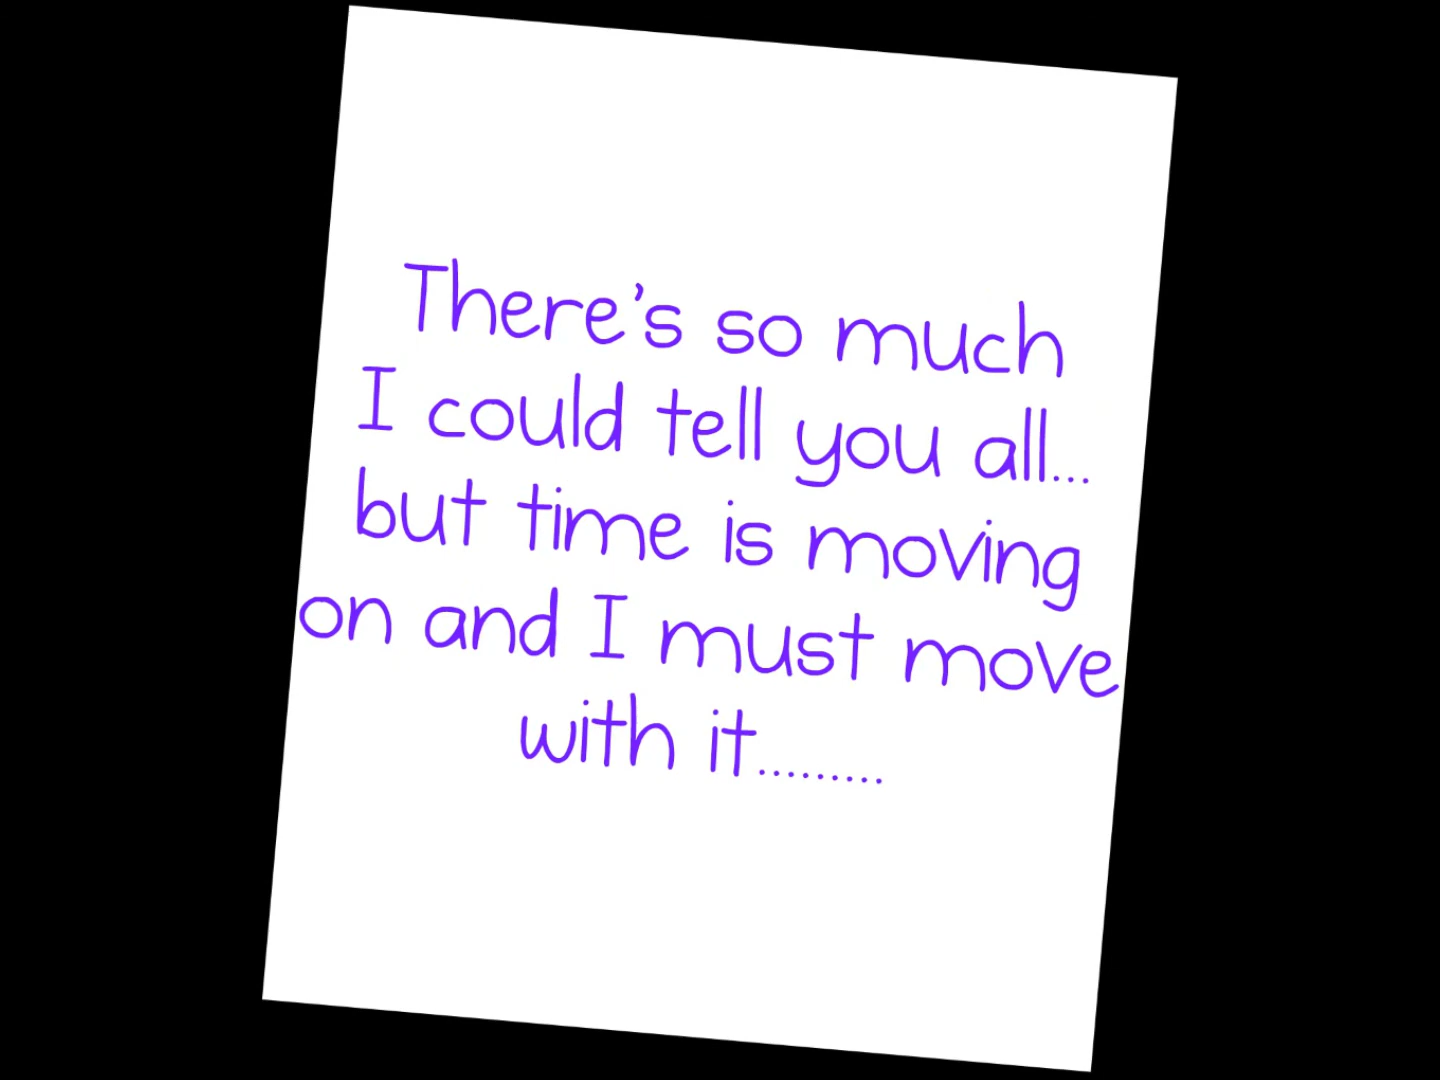 There's so much
I could tell you all...
but time is moving
on and I must move
with it.........